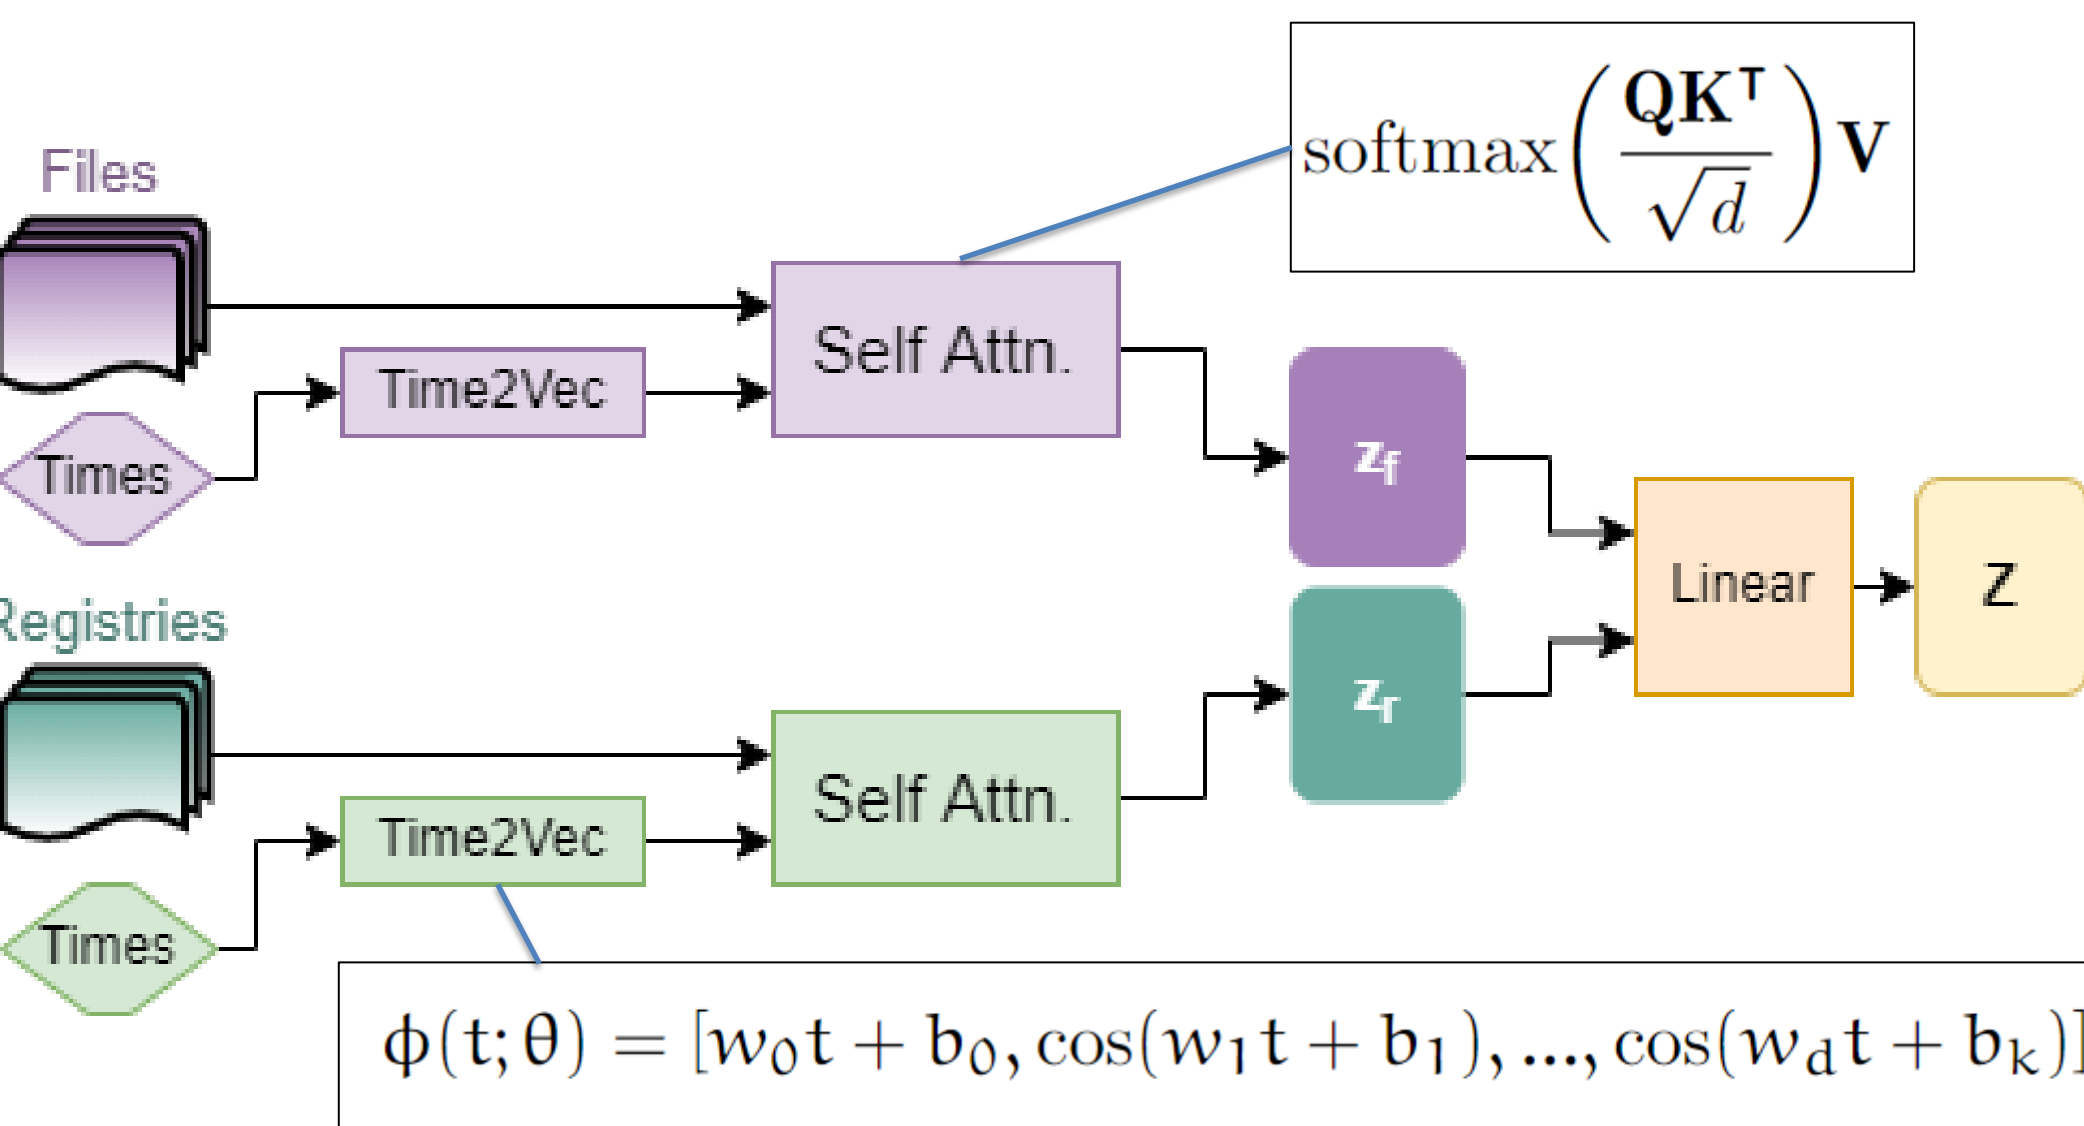 softmax(QKᵀ/√d)V
Files
Self Attn.
Time2Vec
Times
z_f
Linear
Z
Registries
z_r
Self Attn.
Time2Vec
Times
ϕ(t;θ) = [w₀t + b₀, cos(w₁t + b₁), ..., cos(w_d t + b_k)]